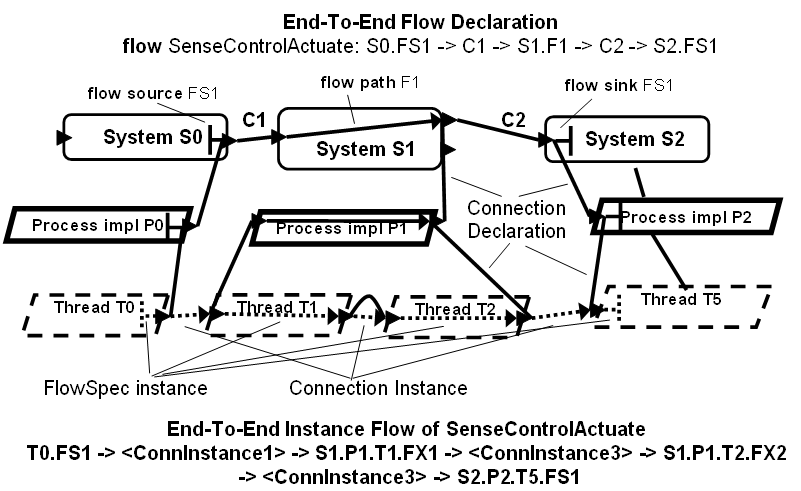 End-To-End Flow Declaration
flow SenseControlActuate: S0.FS1 -> C1 -> S1.F1 -> C2 -> S2.FS1
flow source FS1
flow path F1
flow sink FS1
C1
C2
System S0
System S1
System S2
Process impl P0
Process impl P1
Connection
Declaration
Process impl P2
Thread T0
Thread T1
Thread T2
Thread T5
FlowSpec instance
Connection Instance
End-To-End Instance Flow of SenseControlActuate
T0.FS1 -> <ConnInstance1> -> S1.P1.T1.FX1 -> <ConnInstance3> -> S1.P1.T2.FX2
-> <ConnInstance3> -> S2.P2.T5.FS1